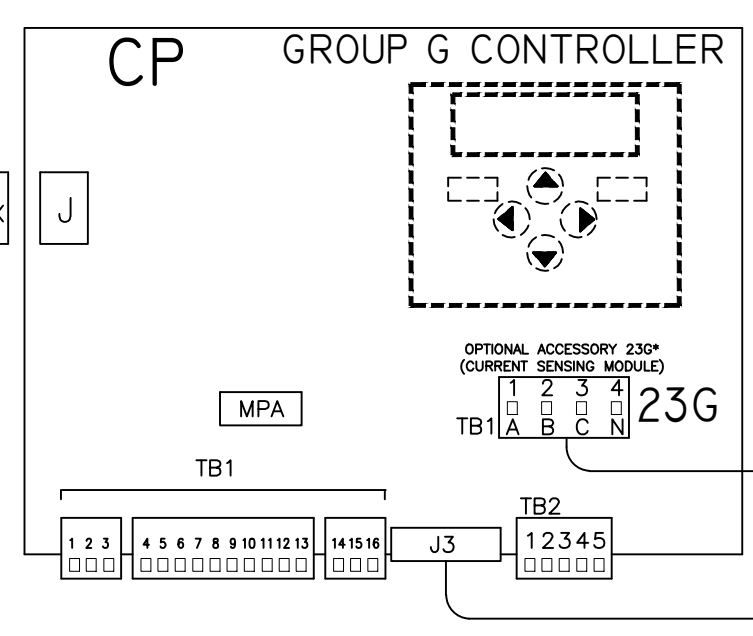 CP
GROUP G CONTROLLER
J
OPTIONAL ACCESSORY 23G*
(CURRENT SENSING MODULE)
1 2 3 4
23G
TB1
A B C N
MPA
TB1
TB2
1 2 3
4 5 6 7 8 9 10 11 12 13
14 15 16
J3
1 2 3 4 5